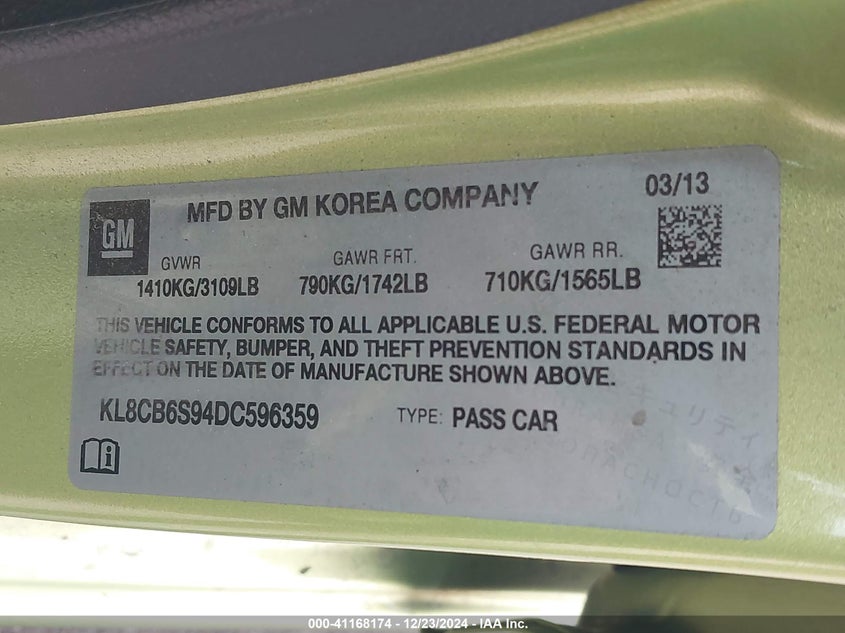 MFD BY GM KOREA COMPANY
03/13
GM
GVWR
GAWR FRT.
GAWR RR.
1410KG/3109LB
790KG/1742LB
710KG/1565LB
THIS VEHICLE CONFORMS TO ALL APPLICABLE U.S. FEDERAL MOTOR
VEHICLE SAFETY, BUMPER, AND THEFT PREVENTION STANDARDS IN
EFFECT ON THE DATE OF MANUFACTURE SHOWN ABOVE.
KL8CB6S94DC596359
TYPE: PASS CAR
000-41168174 - 12/23/2024 - IAA Inc.